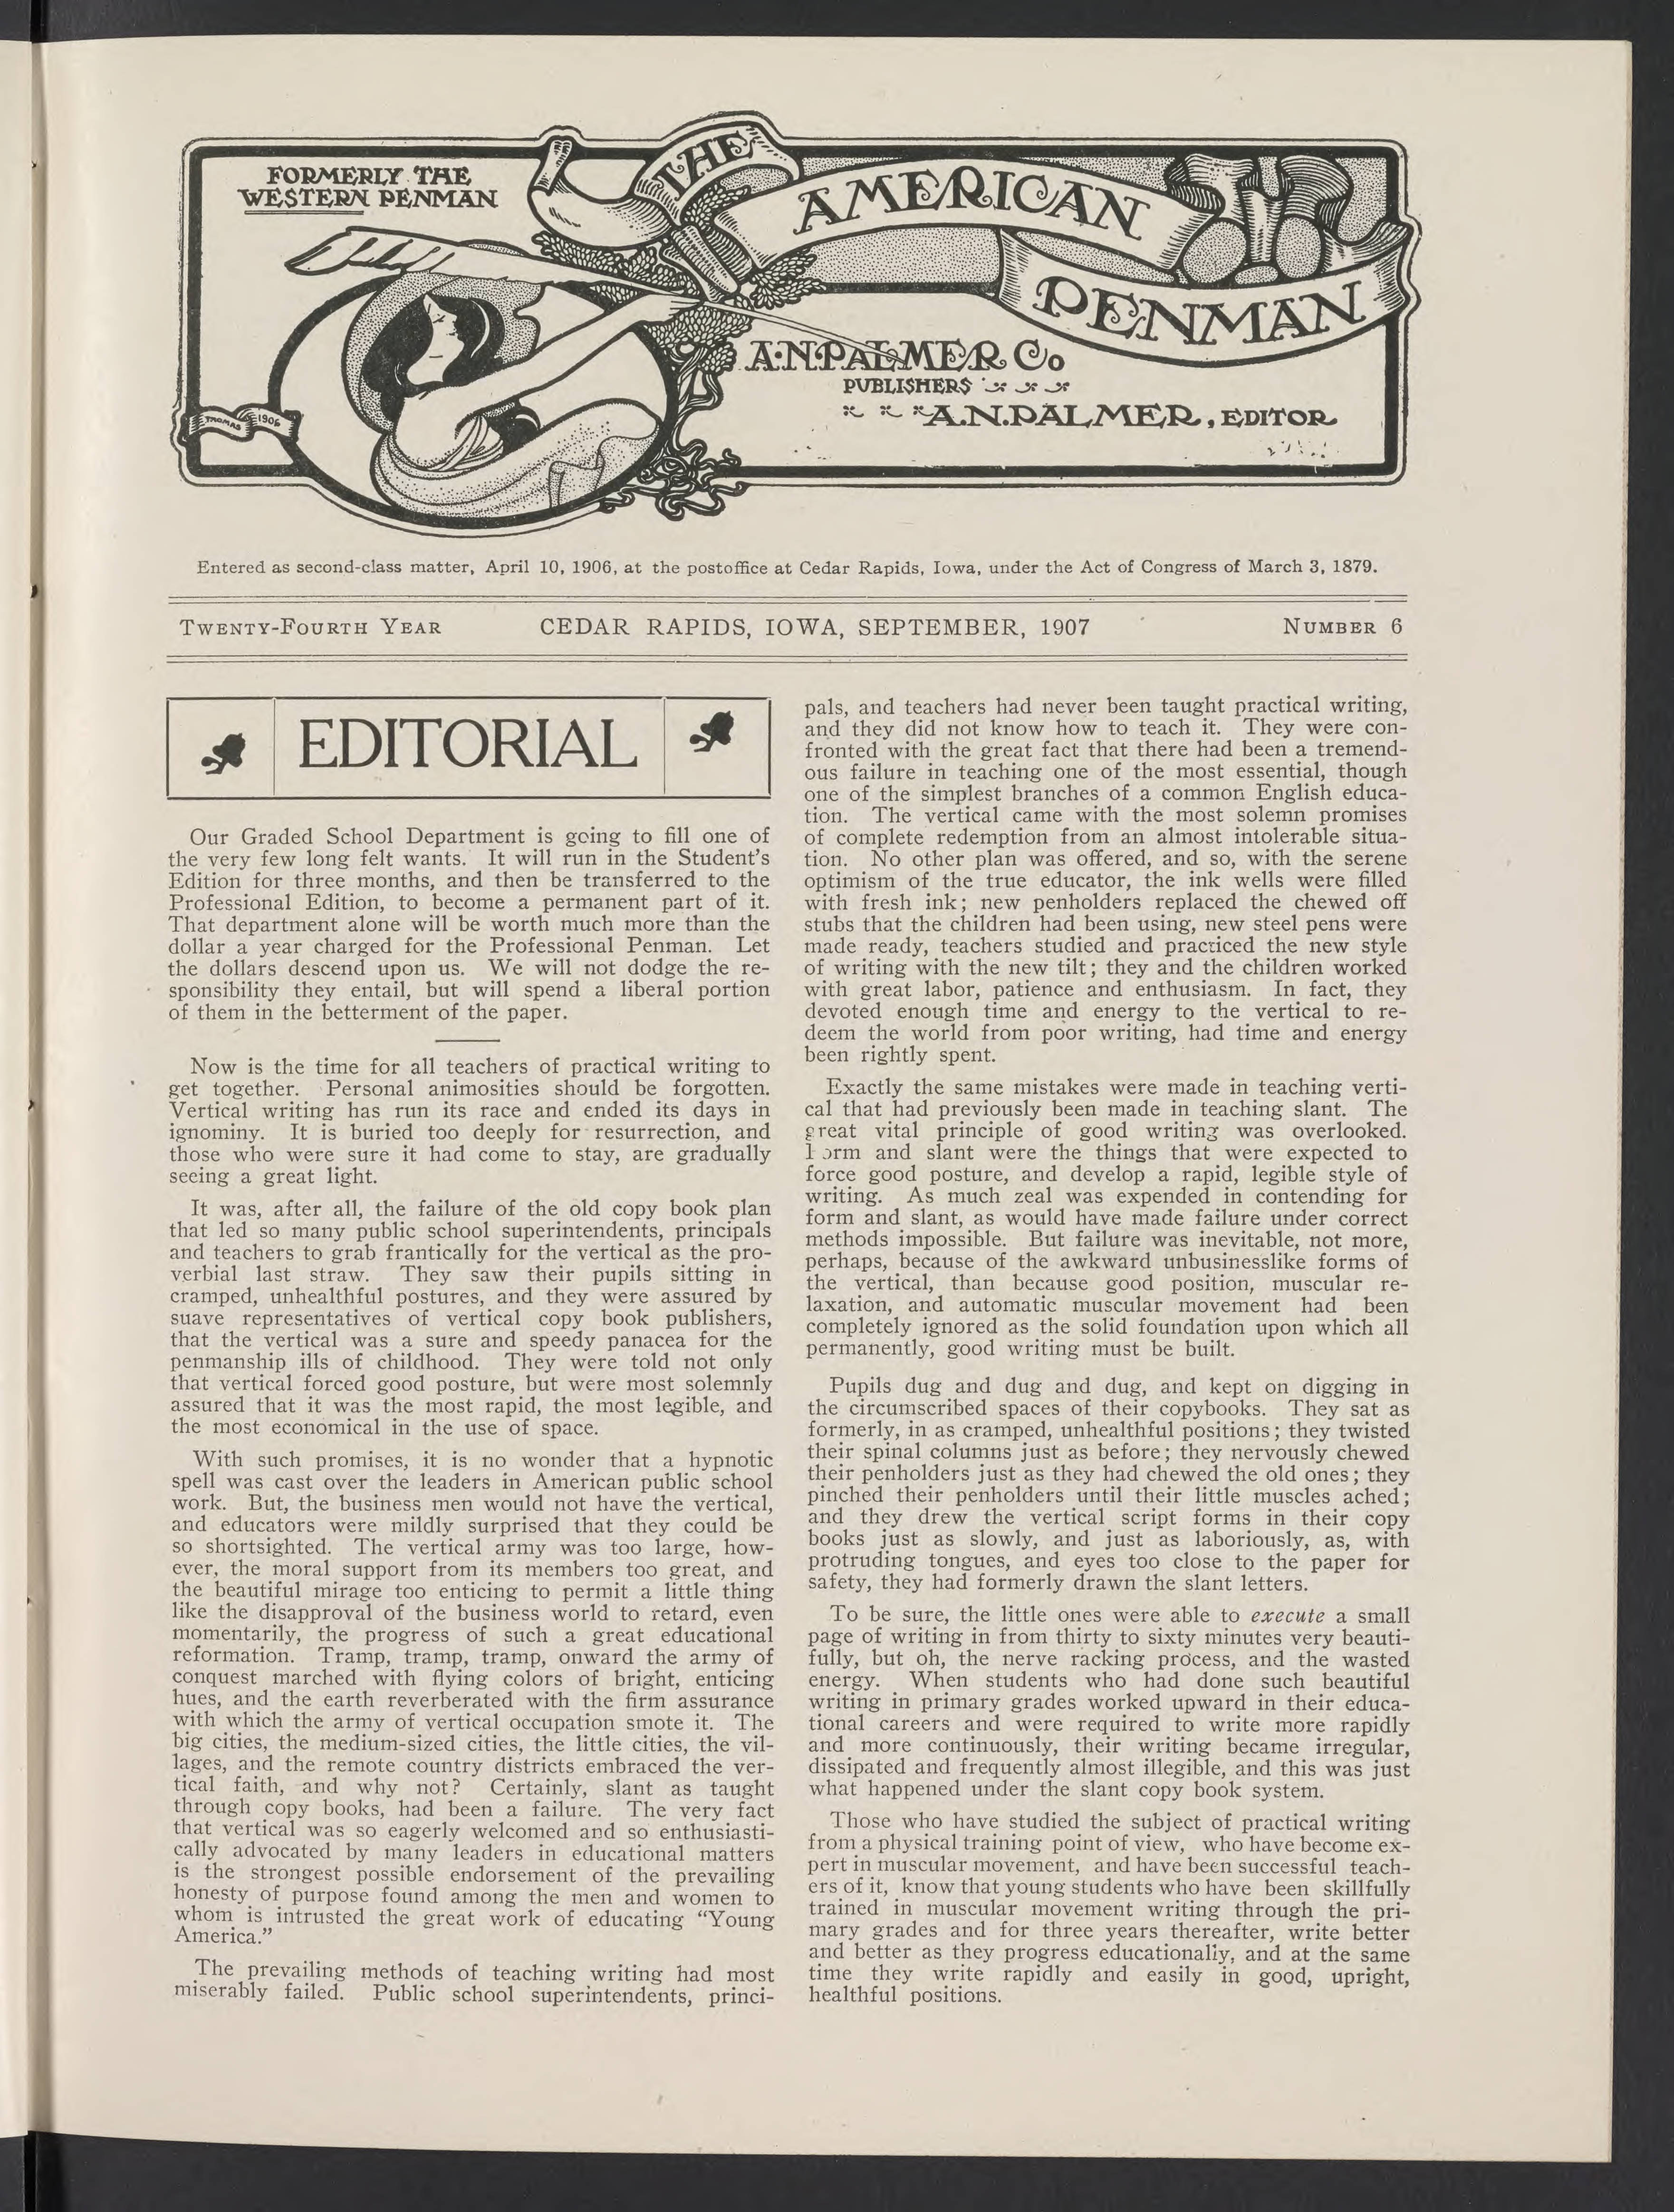 FORMERLY THE
WESTERN PENMAN
THE
AMERICAN
PENMAN
A.N. PALMER Co
PUBLISHERS
A.N. PALMER, EDITOR
THOMAS 1906
Entered as second-class matter, April 10, 1906, at the postoffice at Cedar Rapids, Iowa, under the Act of Congress of March 3, 1879.
TWENTY-FOURTH YEAR CEDAR RAPIDS, IOWA, SEPTEMBER, 1907 NUMBER 6
EDITORIAL
Our Graded School Department is going to fill one of
the very few long felt wants. It will run in the Student's
Edition for three months, and then be transferred to the
Professional Edition, to become a permanent part of it.
That department alone will be worth much more than the
dollar a year charged for the Professional Penman. Let
the dollars descend upon us. We will not dodge the re-
sponsibility they entail, but will spend a liberal portion
of them in the betterment of the paper.
Now is the time for all teachers of practical writing to
get together. Personal animosities should be forgotten.
Vertical writing has run its race and ended its days in
ignominy. It is buried too deeply for resurrection, and
those who were sure it had come to stay, are gradually
seeing a great light.
It was, after all, the failure of the old copy book plan
that led so many public school superintendents, principals
and teachers to grab frantically for the vertical as the pro-
verbial last straw. They saw their pupils sitting in
cramped, unhealthful postures, and they were assured by
suave representatives of vertical copy book publishers,
that the vertical was a sure and speedy panacea for the
penmanship ills of childhood. They were told not only
that vertical forced good posture, but were most solemnly
assured that it was the most rapid, the most legible, and
the most economical in the use of space.
With such promises, it is no wonder that a hypnotic
spell was cast over the leaders in American public school
work. But, the business men would not have the vertical,
and educators were mildly surprised that they could be
so shortsighted. The vertical army was too large, how-
ever, the moral support from its members too great, and
the beautiful mirage too enticing to permit a little thing
like the disapproval of the business world to retard, even
momentarily, the progress of such a great educational
reformation. Tramp, tramp, tramp, onward the army of
conquest marched with flying colors of bright, enticing
hues, and the earth reverberated with the firm assurance
with which the army of vertical occupation smote it. The
big cities, the medium-sized cities, the little cities, the vil-
lages, and the remote country districts embraced the ver-
tical faith, and why not? Certainly, slant as taught
through copy books, had been a failure. The very fact
that vertical was so eagerly welcomed and so enthusiasti-
cally advocated by many leaders in educational matters
is the strongest possible endorsement of the prevailing
honesty of purpose found among the men and women to
whom is intrusted the great work of educating "Young
America."
The prevailing methods of teaching writing had most
miserably failed. Public school superintendents, princi-
pals, and teachers had never been taught practical writing,
and they did not know how to teach it. They were con-
fronted with the great fact that there had been a tremend-
ous failure in teaching one of the most essential, though
one of the simplest branches of a common English educa-
tion. The vertical came with the most solemn promises
of complete redemption from an almost intolerable situa-
tion. No other plan was offered, and so, with the serene
optimism of the true educator, the ink wells were filled
with fresh ink; new penholders replaced the chewed off
stubs that the children had been using, new steel pens were
made ready, teachers studied and practiced the new style
of writing with the new tilt; they and the children worked
with great labor, patience and enthusiasm. In fact, they
devoted enough time and energy to the vertical to re-
deem the world from poor writing, had time and energy
been rightly spent.
Exactly the same mistakes were made in teaching verti-
cal that had previously been made in teaching slant. The
great vital principle of good writing was overlooked.
Form and slant were the things that were expected to
force good posture, and develop a rapid, legible style of
writing. As much zeal was expended in contending for
form and slant, as would have made failure under correct
methods impossible. But failure was inevitable, not more,
perhaps, because of the awkward unbusinesslike forms of
the vertical, than because good position, muscular re-
laxation, and automatic muscular movement had been
completely ignored as the solid foundation upon which all
permanently, good writing must be built.
Pupils dug and dug and dug, and kept on digging in
the circumscribed spaces of their copybooks. They sat as
formerly, in as cramped, unhealthful positions; they twisted
their spinal columns just as before; they nervously chewed
their penholders just as they had chewed the old ones; they
pinched their penholders until their little muscles ached;
and they drew the vertical script forms in their copy
books just as slowly, and just as laboriously, as, with
protruding tongues, and eyes too close to the paper for
safety, they had formerly drawn the slant letters.
To be sure, the little ones were able to execute a small
page of writing in from thirty to sixty minutes very beauti-
fully, but oh, the nerve racking process, and the wasted
energy. When students who had done such beautiful
writing in primary grades worked upward in their educa-
tional careers and were required to write more rapidly
and more continuously, their writing became irregular,
dissipated and frequently almost illegible, and this was just
what happened under the slant copy book system.
Those who have studied the subject of practical writing
from a physical training point of view, who have become ex-
pert in muscular movement, and have been successful teach-
ers of it, know that young students who have been skillfully
trained in muscular movement writing through the pri-
mary grades and for three years thereafter, write better
and better as they progress educationally, and at the same
time they write rapidly and easily in good, upright,
healthful positions.